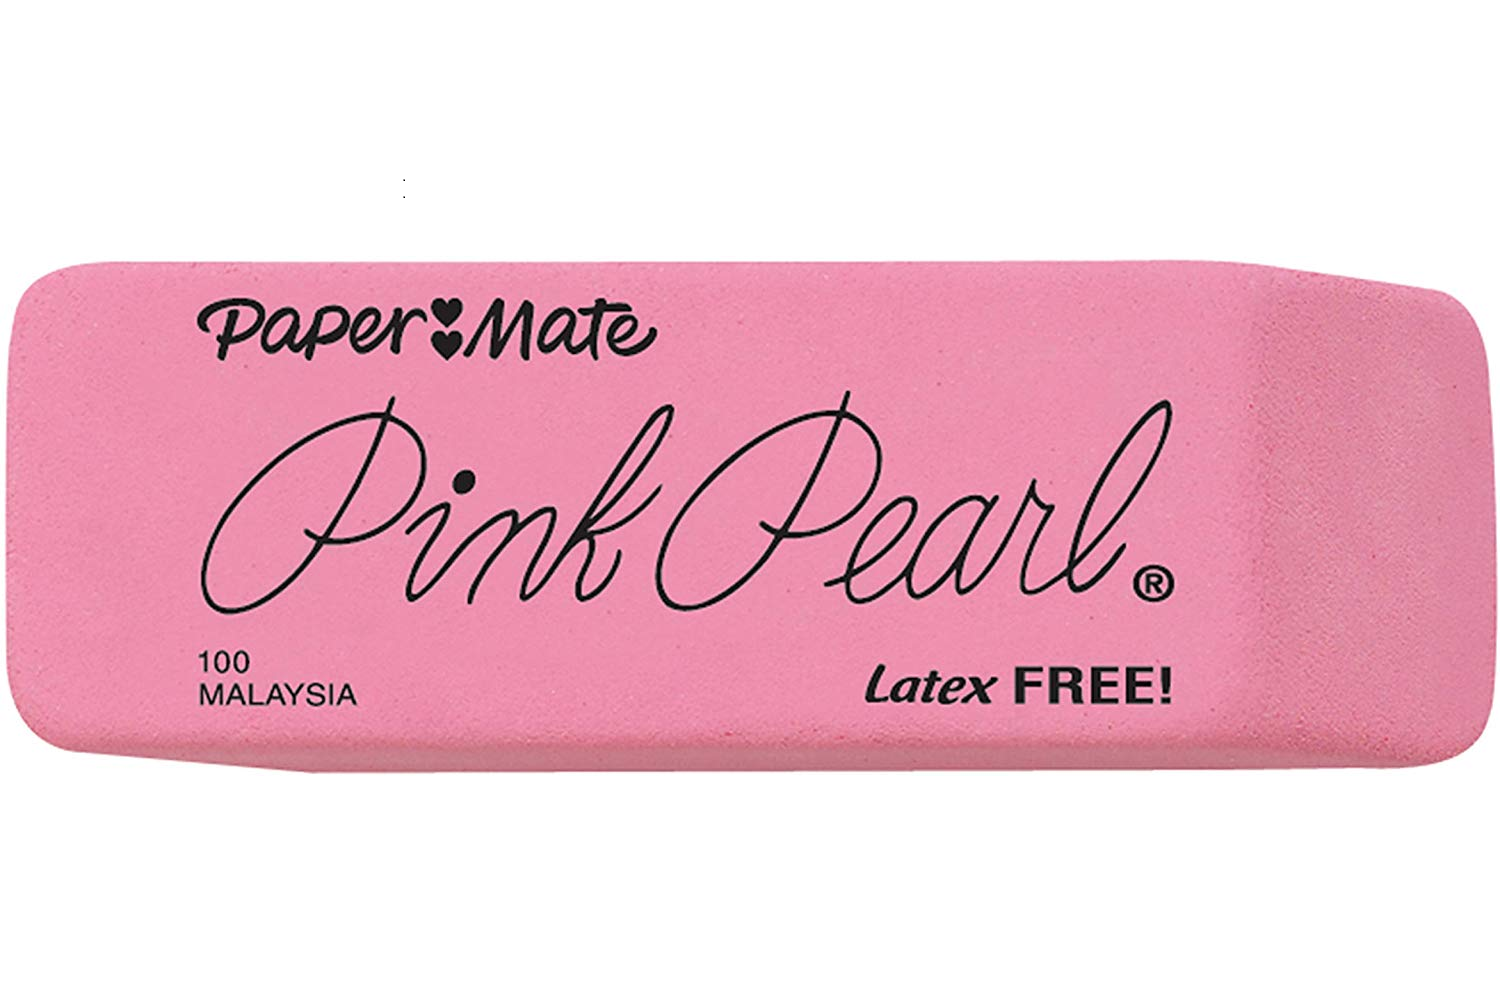 Paper♥♥Mate
Pink Pearl®
100
MALAYSIA
Latex FREE!